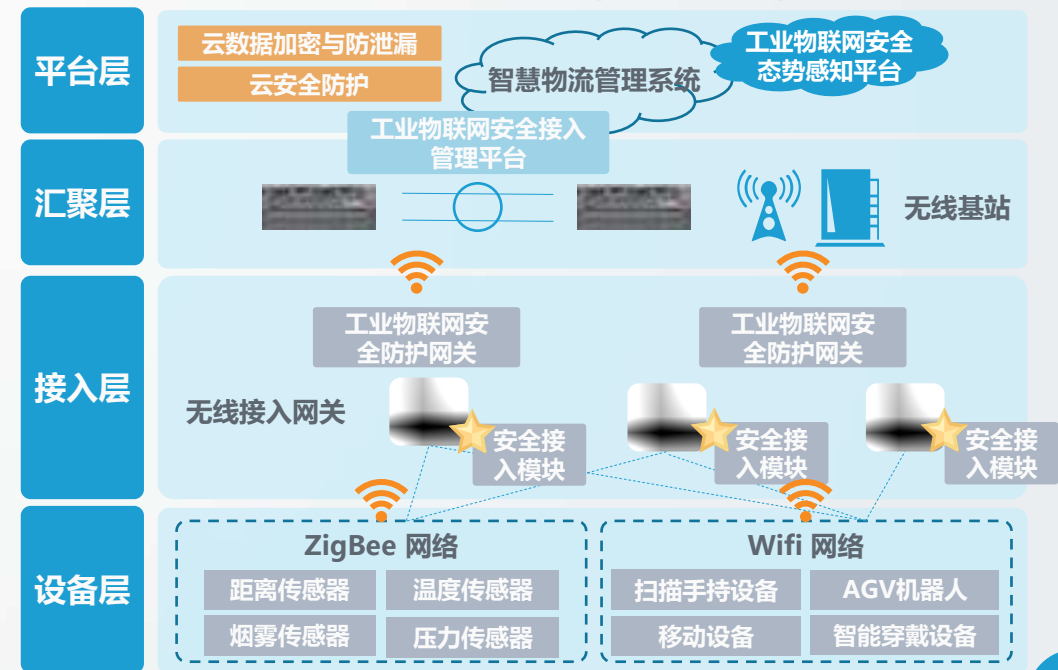 平台层
云数据加密与防泄漏
云安全防护
智慧物流管理系统
工业物联网安全
态势感知平台
工业物联网安全接入
管理平台
汇聚层
无线基站
接入层
工业物联网安
全防护网关
工业物联网安
全防护网关
无线接入网关
安全接
入模块
安全接
入模块
安全接
入模块
设备层
ZigBee 网络
距离传感器
温度传感器
烟雾传感器
压力传感器
Wifi 网络
扫描手持设备
AGV机器人
移动设备
智能穿戴设备